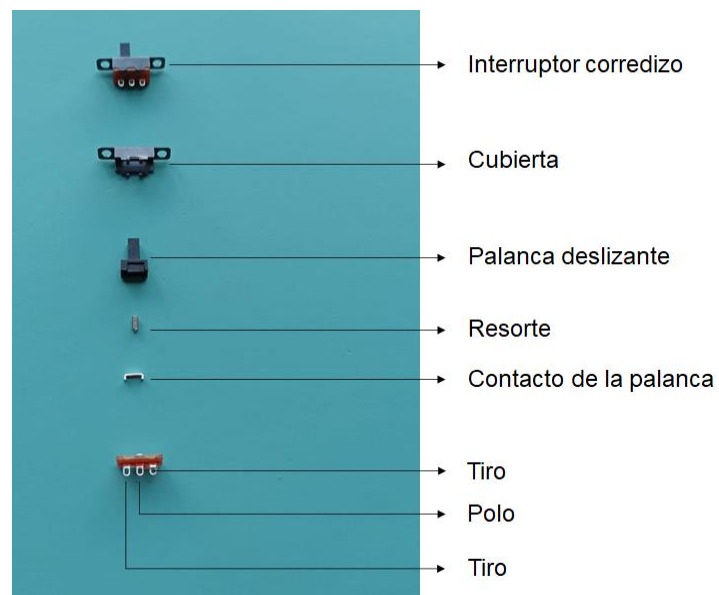 Interruptor corredizo
Cubierta
Palanca deslizante
Resorte
Contacto de la palanca
Tiro
Polo
Tiro